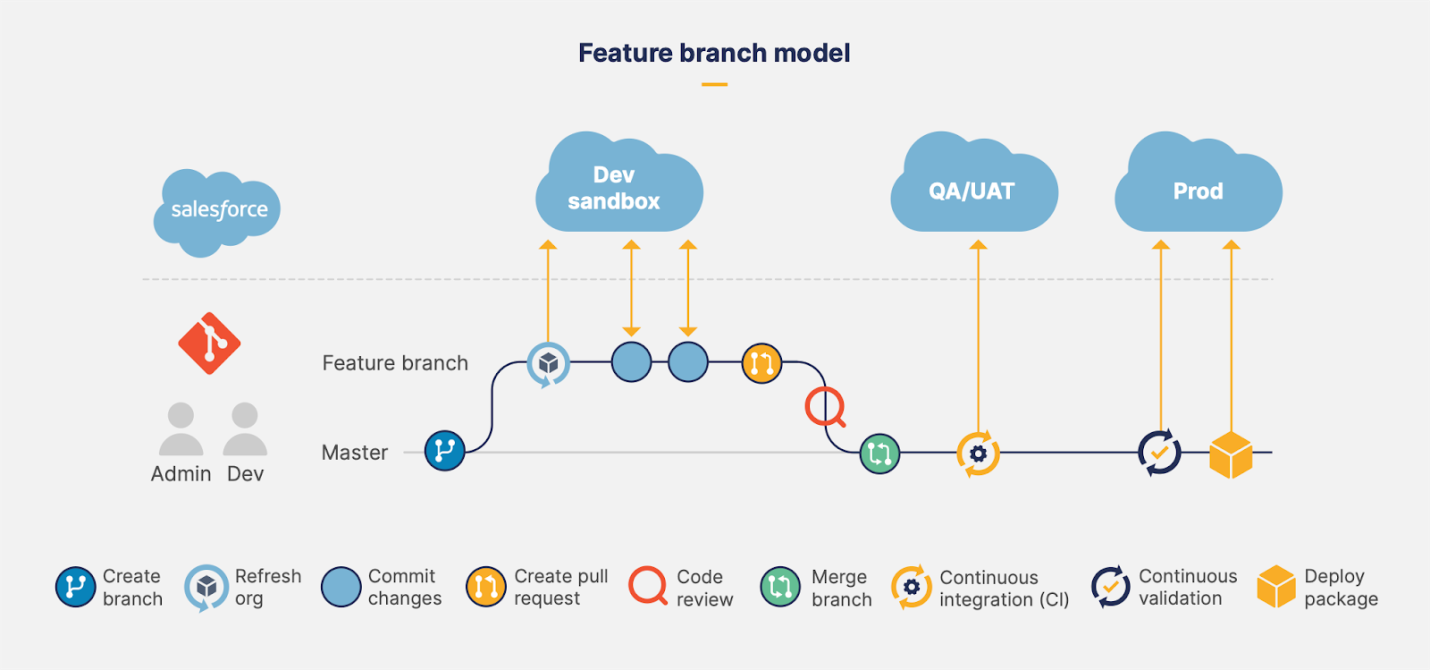 Feature branch model
Dev
sandbox
QA/UAT
Prod
salesforce
Feature branch
Master
Admin
Dev
Create
branch
Refresh
org
Commit
changes
Create pull
request
Code
review
Merge
branch
Continuous
integration (CI)
Continuous
validation
Deploy
package